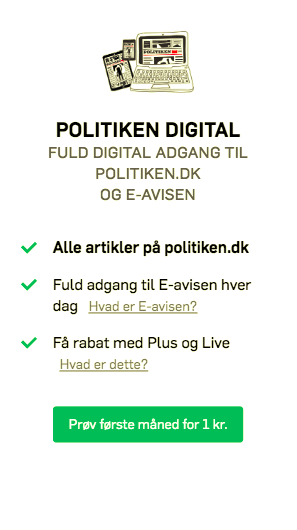 POLITIKEN DIGITAL
FULD DIGITAL ADGANG TIL
POLITIKEN.DK
OG E-AVISEN
Alle artikler på politiken.dk
Fuld adgang til E-avisen hver
dag Hvad er E-avisen?
Få rabat med Plus og Live
Hvad er dette?
Prøv første måned for 1 kr.